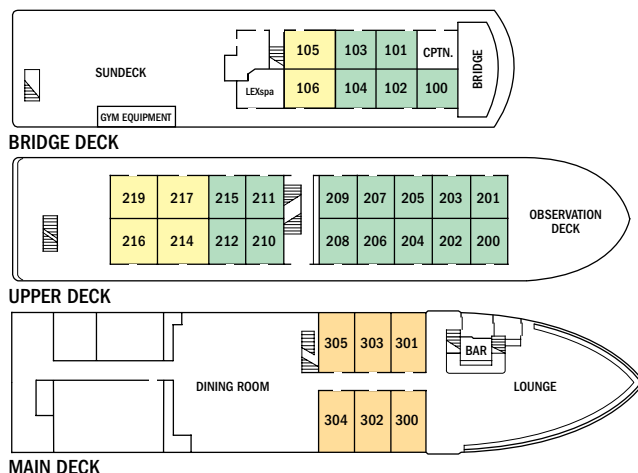 105 103 101 CPTN.
SUNDECK
BRIDGE
LEXspa
106 104 102 100
GYM EQUIPMENT
BRIDGE DECK
219 217 215 211 209 207 205 203 201
OBSERVATION
DECK
216 214 212 210 208 206 204 202 200
UPPER DECK
305 303 301
BAR
DINING ROOM
LOUNGE
304 302 300
MAIN DECK